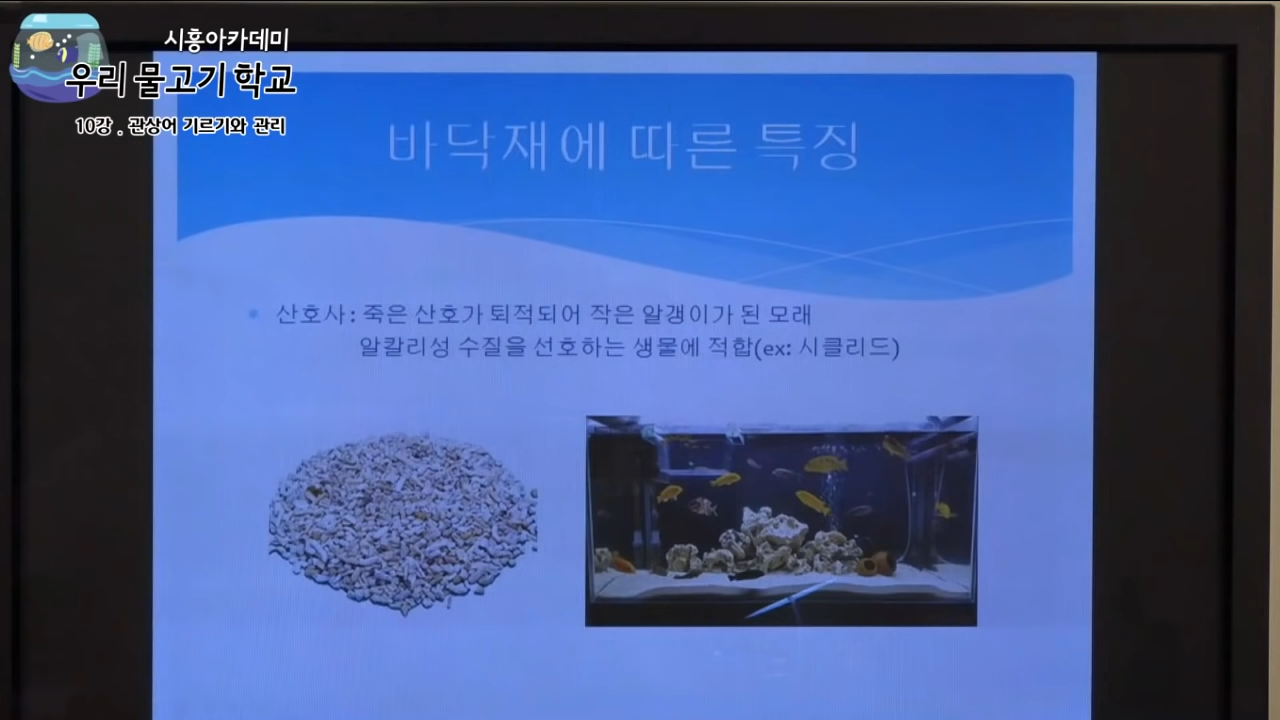 시흥아카데미
우리 물고기 학교
10강 . 관상어 기르기와 관리
바닥재에 따른 특징
산호사 : 죽은 산호가 퇴적되어 작은 알갱이가 된 모래
알칼리성 수질을 선호하는 생물에 적합(ex: 시클리드)